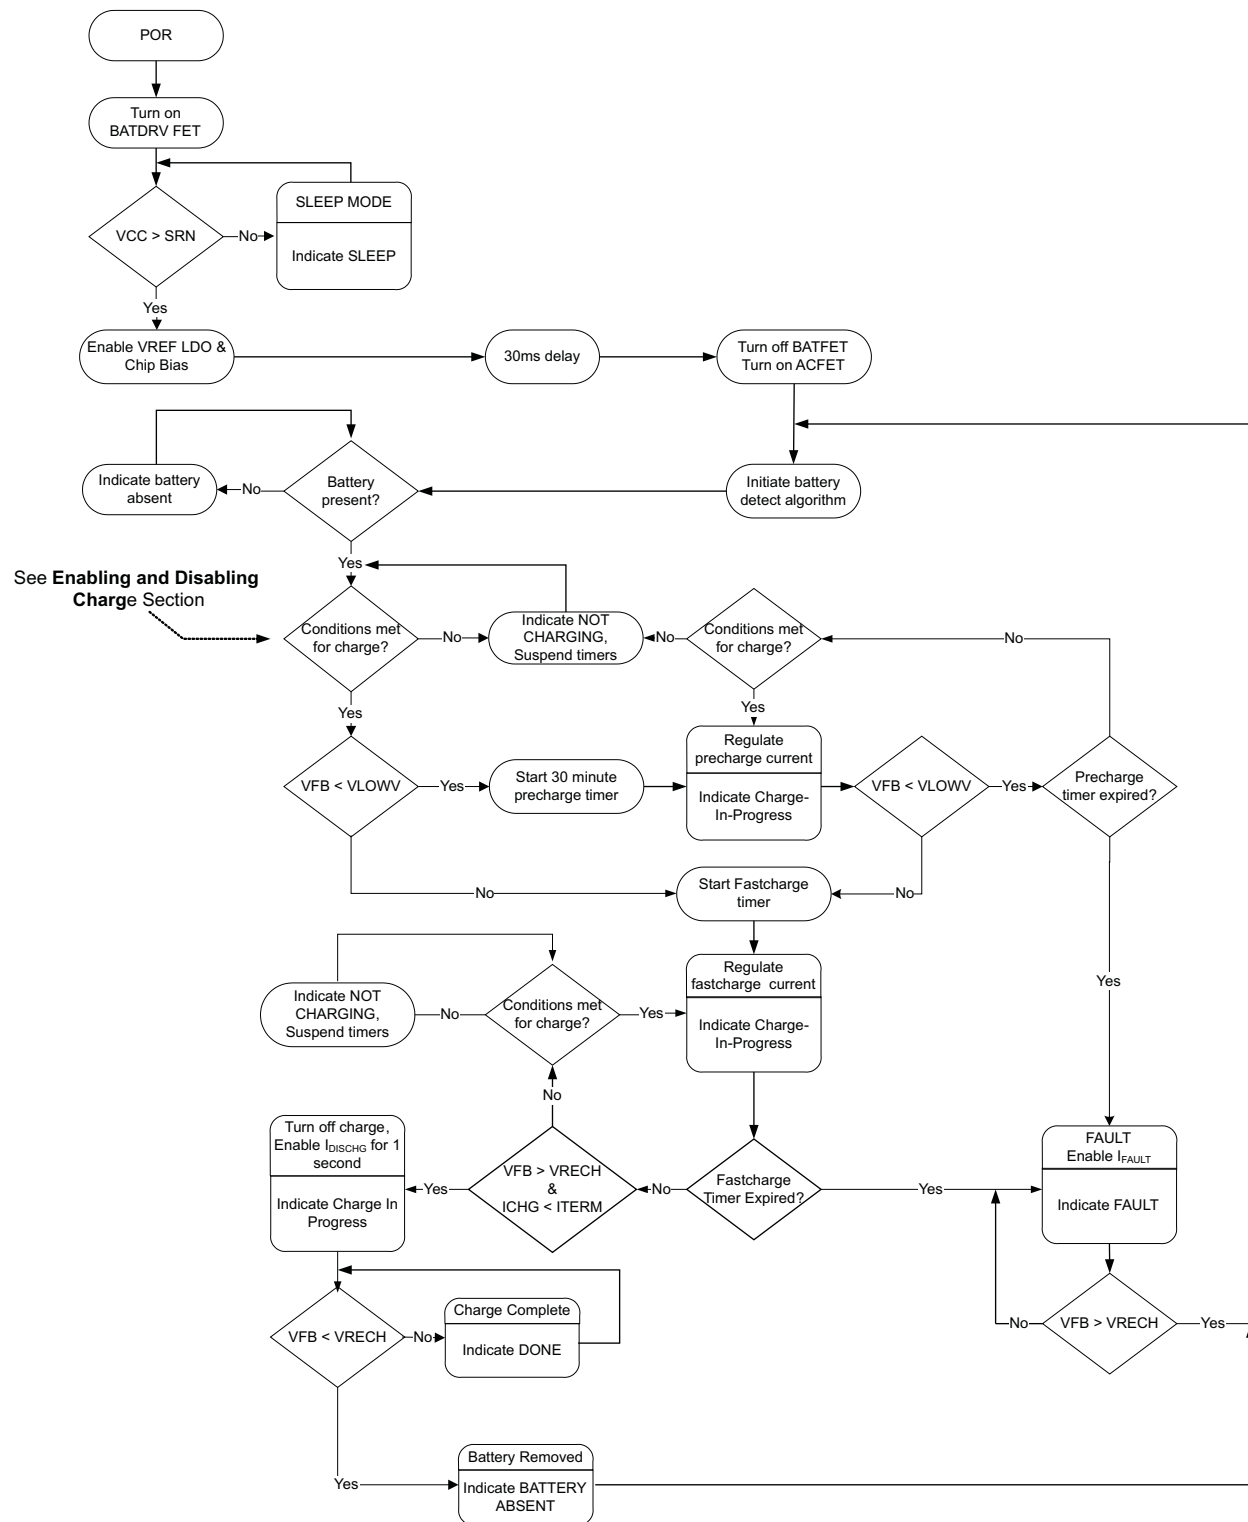 POR
Turn on
BATDRV FET
SLEEP MODE
VCC > SRN
No
Indicate SLEEP
Yes
Enable VREF LDO &
Chip Bias
30ms delay
Turn off BATFET
Turn on ACFET
Indicate battery
absent
No
Battery
present?
Initiate battery
detect algorithm
Yes
See Enabling and Disabling
Charge Section
Conditions met
for charge?
No
Indicate NOT
CHARGING,
Suspend timers
No
Conditions met
for charge?
No
Yes
Yes
VFB < VLOWV
Yes
Start 30 minute
precharge timer
Regulate
precharge current
Indicate Charge-
In-Progress
VFB < VLOWV
Yes
Precharge
timer expired?
No
Start Fastcharge
timer
No
Yes
Indicate NOT
CHARGING,
Suspend timers
No
Conditions met
for charge?
Yes
Regulate
fastcharge current
Indicate Charge-
In-Progress
No
Turn off charge,
Enable IDISCHG for 1
second
Indicate Charge In
Progress
Yes
VFB > VRECH
&
ICHG < ITERM
No
Fastcharge
Timer Expired?
Yes
FAULT
Enable IFAULT
Indicate FAULT
VFB < VRECH
No
Charge Complete
Indicate DONE
No
VFB > VRECH
Yes
Yes
Battery Removed
Indicate BATTERY
ABSENT